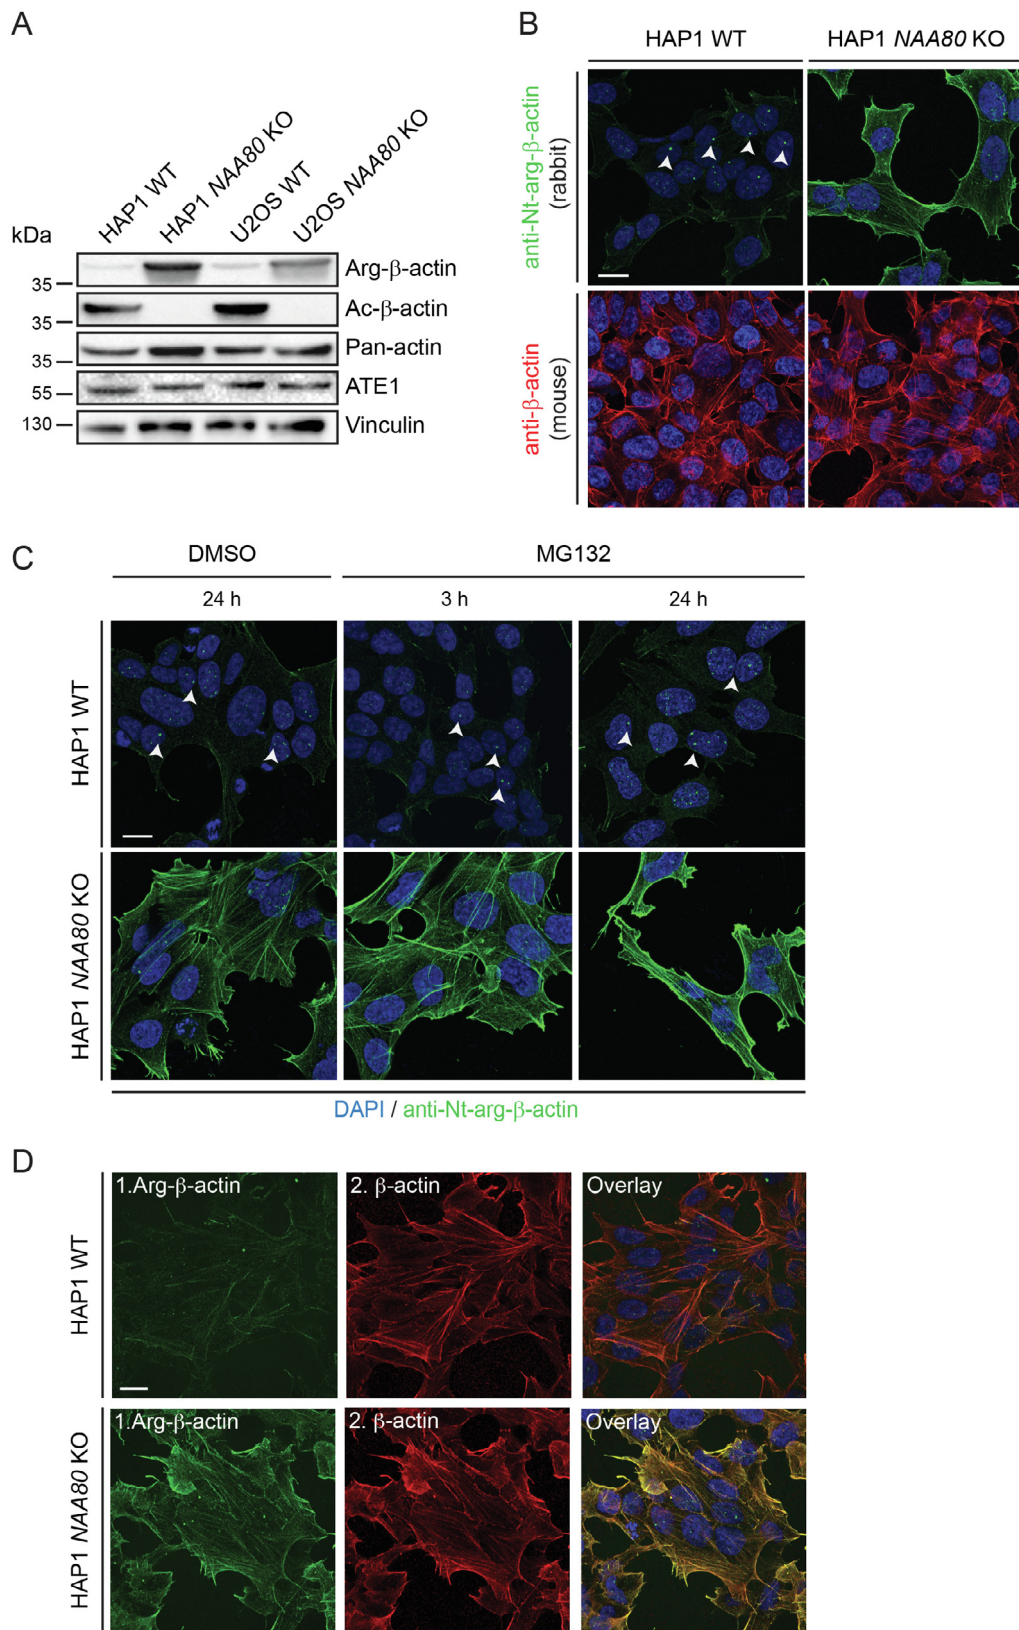 A
HAP1 WT
HAP1 NAA80 KO
U2OS WT
U2OS NAA80 KO
kDa
35
Arg-β-actin
35
Ac-β-actin
35
Pan-actin
55
ATE1
130
Vinculin
B
HAP1 WT
HAP1 NAA80 KO
anti-Nt-arg-β-actin
(rabbit)
anti-β-actin
(mouse)
C
DMSO
MG132
24 h
3 h
24 h
HAP1 WT
HAP1 NAA80 KO
DAPI / anti-Nt-arg-β-actin
D
HAP1 WT
1.Arg-β-actin
2. β-actin
Overlay
HAP1 NAA80 KO
1.Arg-β-actin
2. β-actin
Overlay